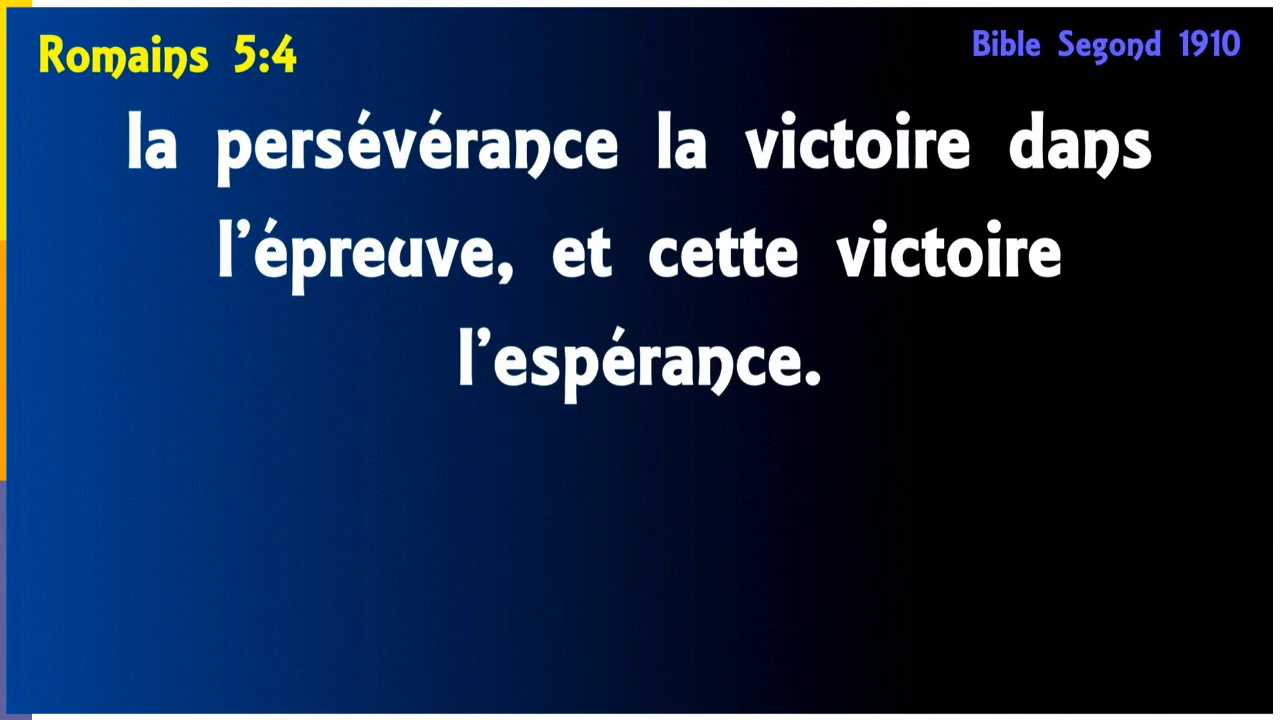 Romains 5:4
Bible Segond 1910
la persévérance la victoire dans
l’épreuve, et cette victoire
l’espérance.